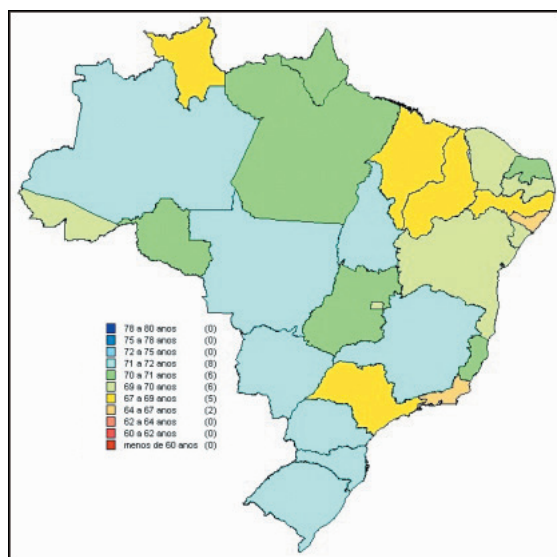 78 a 80 anos (0)
75 a 78 anos (0)
72 a 75 anos (0)
71 a 72 anos (8)
70 a 71 anos (6)
69 a 70 anos (6)
67 a 69 anos (5)
64 a 67 anos (2)
62 a 64 anos (0)
60 a 62 anos (0)
menos de 60 anos (0)